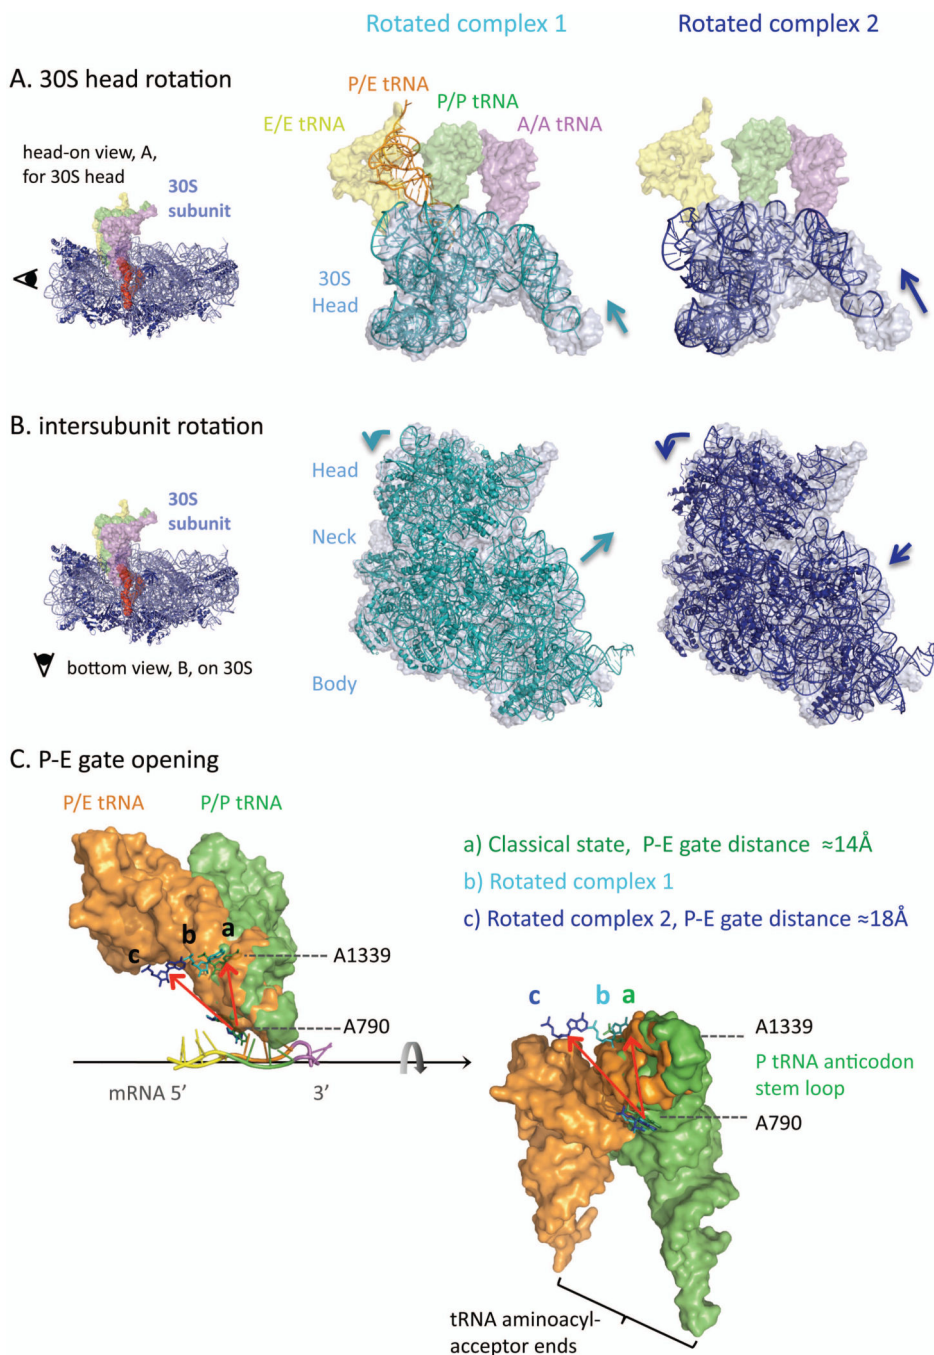 Rotated complex 1
Rotated complex 2
A. 30S head rotation
head-on view, A,
for 30S head
30S
subunit
P/E tRNA
E/E tRNA
P/P tRNA
A/A tRNA
30S
Head
B. intersubunit rotation
30S
subunit
bottom view, B, on 30S
Head
Neck
Body
C. P-E gate opening
P/E tRNA
P/P tRNA
a
b
c
A1339
A790
mRNA 5’
3’
a) Classical state, P-E gate distance ≈14Å
b) Rotated complex 1
c) Rotated complex 2, P-E gate distance ≈18Å
c
b
a
A1339
P tRNA anticodon
stem loop
A790
tRNA aminoacyl-
acceptor ends